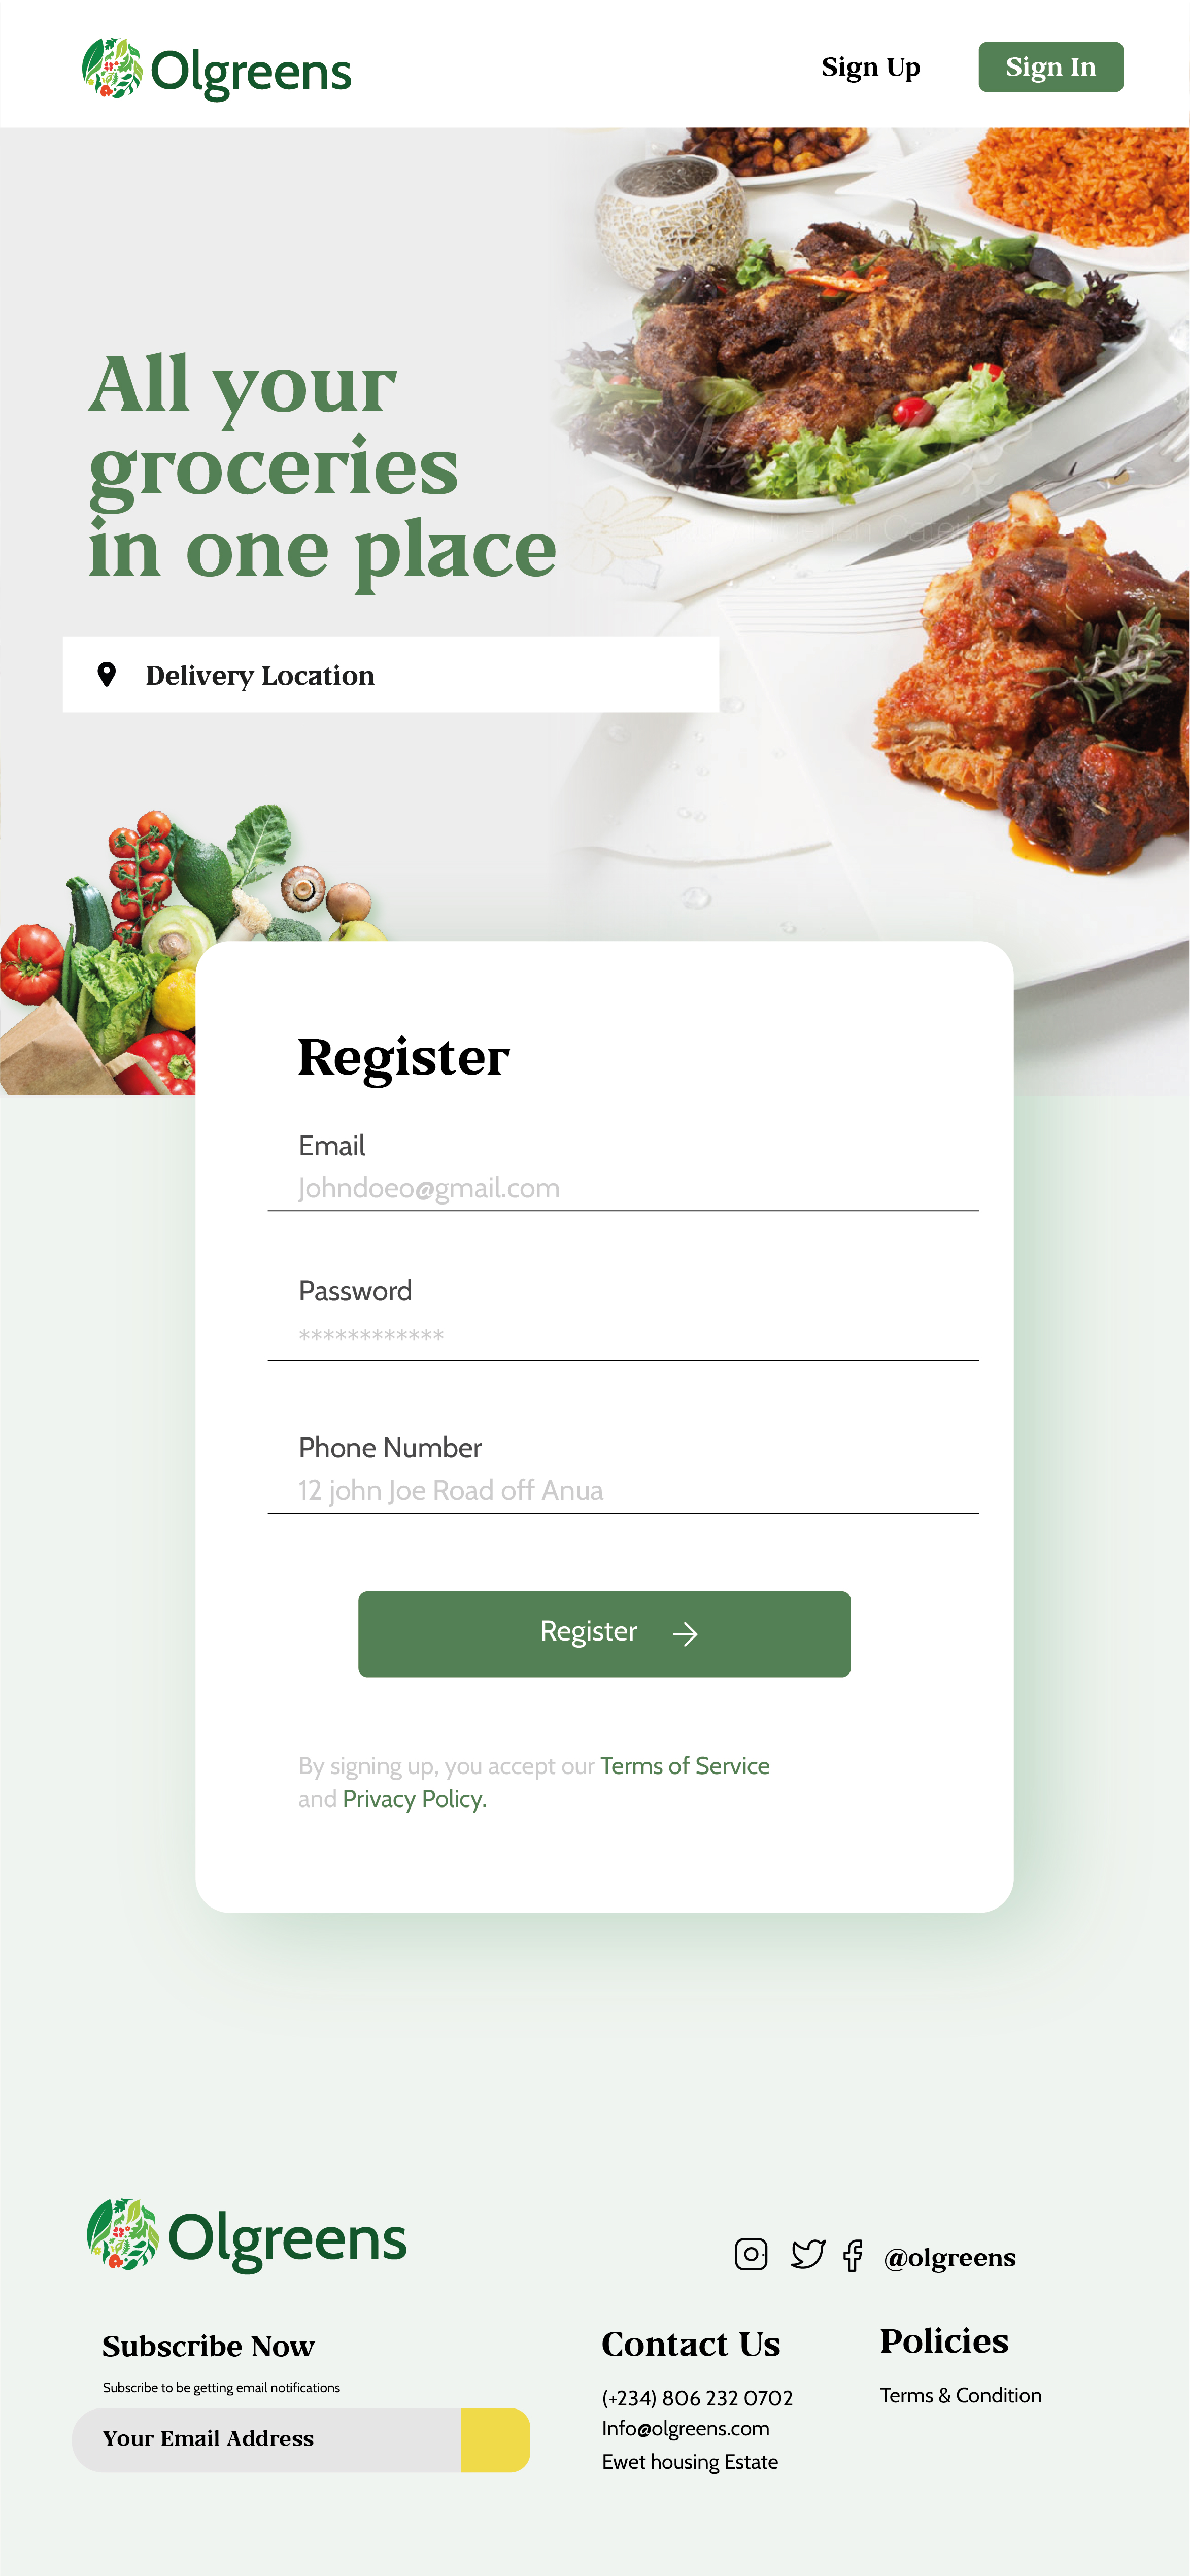 Olgreens
Sign Up
Sign In
All your
groceries
in one place
Delivery Location
Register
Email
Johndoeo@gmail.com
Password
************
Phone Number
12 john Joe Road off Anua
Register
By signing up, you accept our Terms of Service
and Privacy Policy.
Olgreens
@olgreens
Subscribe Now
Subscribe to be getting email notifications
Your Email Address
Contact Us
(+234) 806 232 0702
Info@olgreens.com
Ewet housing Estate
Policies
Terms & Condition